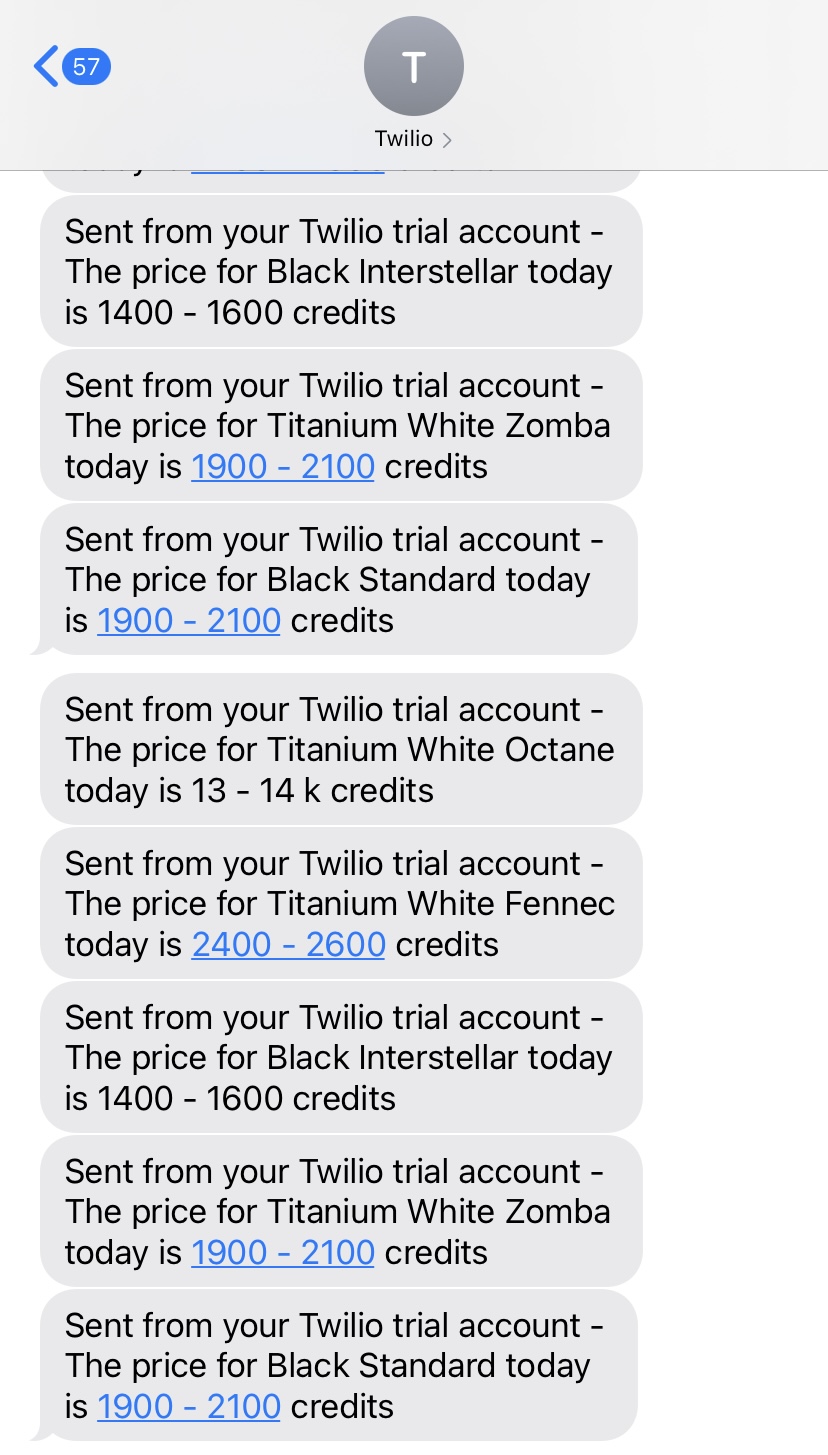 57
T
Twilio
Sent from your Twilio trial account -
The price for Black Interstellar today
is 1400 - 1600 credits
Sent from your Twilio trial account -
The price for Titanium White Zomba
today is 1900 - 2100 credits
Sent from your Twilio trial account -
The price for Black Standard today
is 1900 - 2100 credits
Sent from your Twilio trial account -
The price for Titanium White Octane
today is 13 - 14 k credits
Sent from your Twilio trial account -
The price for Titanium White Fennec
today is 2400 - 2600 credits
Sent from your Twilio trial account -
The price for Black Interstellar today
is 1400 - 1600 credits
Sent from your Twilio trial account -
The price for Titanium White Zomba
today is 1900 - 2100 credits
Sent from your Twilio trial account -
The price for Black Standard today
is 1900 - 2100 credits